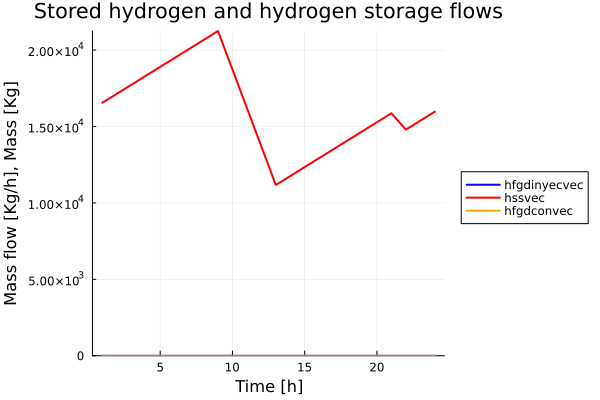 Stored hydrogen and hydrogen storage flows
Mass flow [Kg/h], Mass [Kg]
2.00×10⁴
1.50×10⁴
1.00×10⁴
5.00×10³
0
5 10 15 20
Time [h]
hfgdinyecvec
hssvec
hfgdconvec